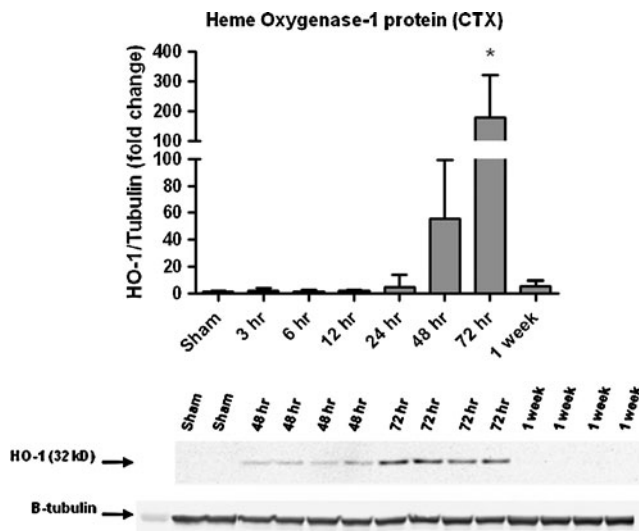 Heme Oxygenase-1 protein (CTX)
HO-1/Tubulin (fold change)
400
300
200
100
100
80
60
40
20
0
*
Sham
3 hr
6 hr
12 hr
24 hr
48 hr
72 hr
1 week
Sham
Sham
48 hr
48 hr
48 hr
48 hr
72 hr
72 hr
72 hr
72 hr
1 week
1 week
1 week
1 week
HO-1 (32 kD)
B-tubulin